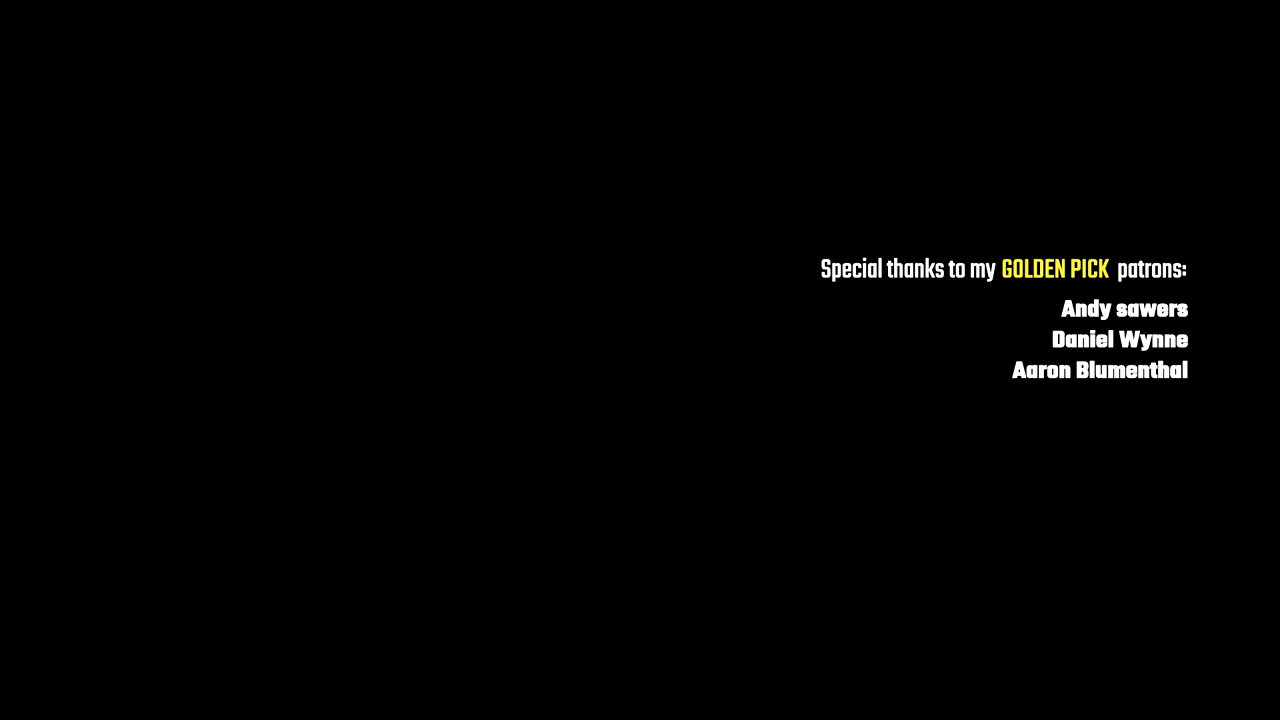 Special thanks to my GOLDEN PICK patrons:
Andy sawers
Daniel Wynne
Aaron Blumenthal